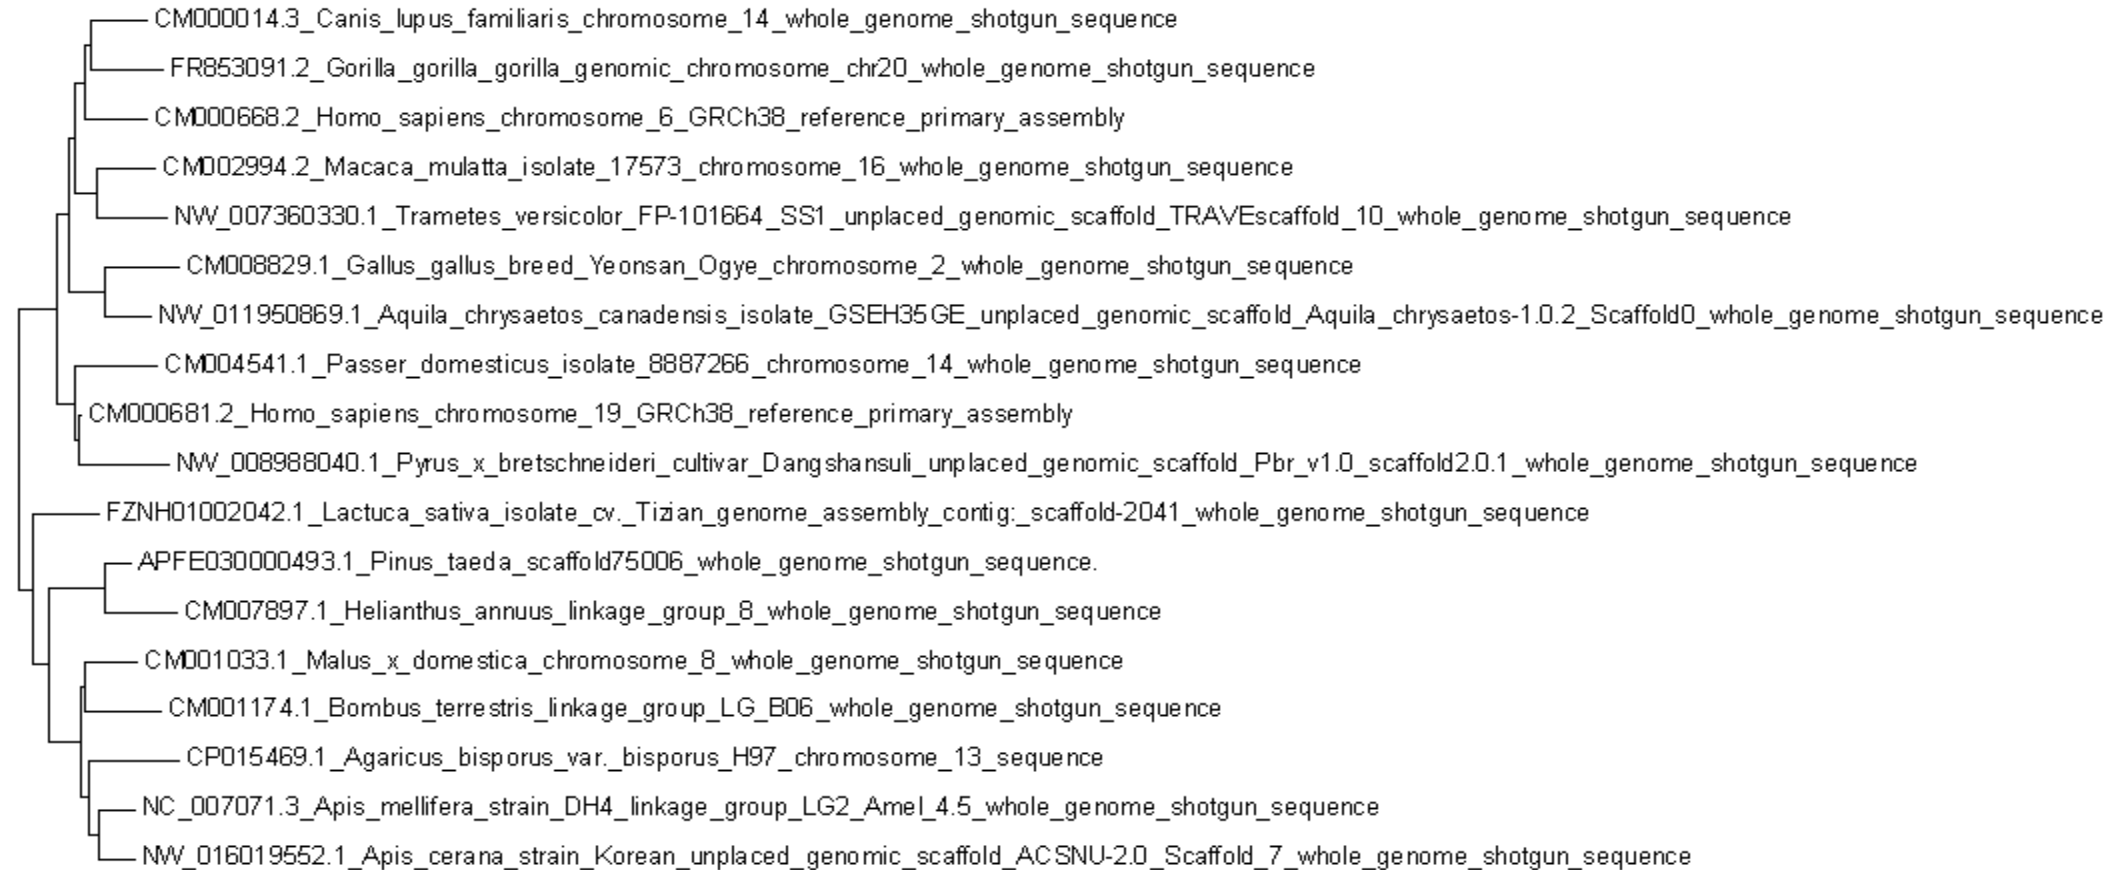 CM000014.3_Canis_lupus_familiaris_chromosome_14_whole_genome_shotgun_sequence
FR853091.2_Gorilla_gorilla_gorilla_genomic_chromosome_chr20_whole_genome_shotgun_sequence
CM000668.2_Homo_sapiens_chromosome_6_GRCh38_reference_primary_assembly
CM002994.2_Macaca_mulatta_isolate_17573_chromosome_16_whole_genome_shotgun_sequence
NW_007360330.1_Trametes_versicolor_FP-101664_SS1_unplaced_genomic_scaffold_TRAVEscaffold_10_whole_genome_shotgun_sequence
CM008829.1_Gallus_gallus_breed_Yeonsan_Ogye_chromosome_2_whole_genome_shotgun_sequence
NW_011950869.1_Aquila_chrysaetos_canadensis_isolate_GSEH35GE_unplaced_genomic_scaffold_Aquila_chrysaetos-1.0.2_Scaffold0_whole_genome_shotgun_sequence
CM004541.1_Passer_domesticus_isolate_8887266_chromosome_14_whole_genome_shotgun_sequence
CM000681.2_Homo_sapiens_chromosome_19_GRCh38_reference_primary_assembly
NW_008988040.1_Pyrus_x_bretschneideri_cultivar_Dangshansuli_unplaced_genomic_scaffold_Pbr_v1.0_scaffold2.0.1_whole_genome_shotgun_sequence
FZNH01002042.1_Lactuca_sativa_isolate_cv._Tizian_genome_assembly_contig:_scaffold-2041_whole_genome_shotgun_sequence
APFE030000493.1_Pinus_taeda_scaffold75006_whole_genome_shotgun_sequence.
CM007897.1_Helianthus_annuus_linkage_group_8_whole_genome_shotgun_sequence
CM001033.1_Malus_x_domestica_chromosome_8_whole_genome_shotgun_sequence
CM001174.1_Bombus_terrestris_linkage_group_LG_B06_whole_genome_shotgun_sequence
CP015469.1_Agaricus_bisporus_var._bisporus_H97_chromosome_13_sequence
NC_007071.3_Apis_mellifera_strain_DH4_linkage_group_LG2_Amel_4.5_whole_genome_shotgun_sequence
NW_016019552.1_Apis_cerana_strain_Korean_unplaced_genomic_scaffold_ACSNU-2.0_Scaffold_7_whole_genome_shotgun_sequence